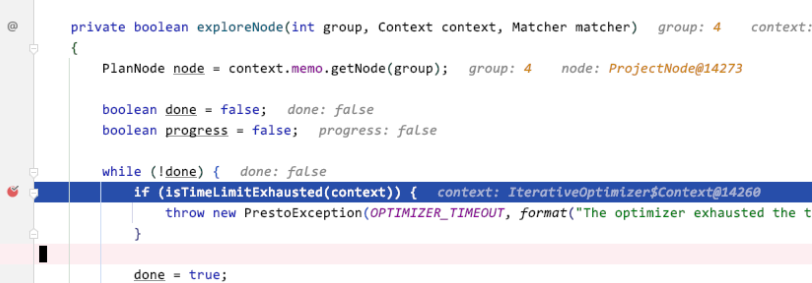 @ private boolean exploreNode(int group, Context context, Matcher matcher) group: 4 context:
{
PlanNode node = context.memo.getNode(group); group: 4 node: ProjectNode@14273
boolean done = false; done: false
boolean progress = false; progress: false
while (!done) { done: false
if (isTimeLimitExhausted(context)) { context: IterativeOptimizer$Context@14260
throw new PrestoException(OPTIMIZER_TIMEOUT, format("The optimizer exhausted the t
}
done = true;